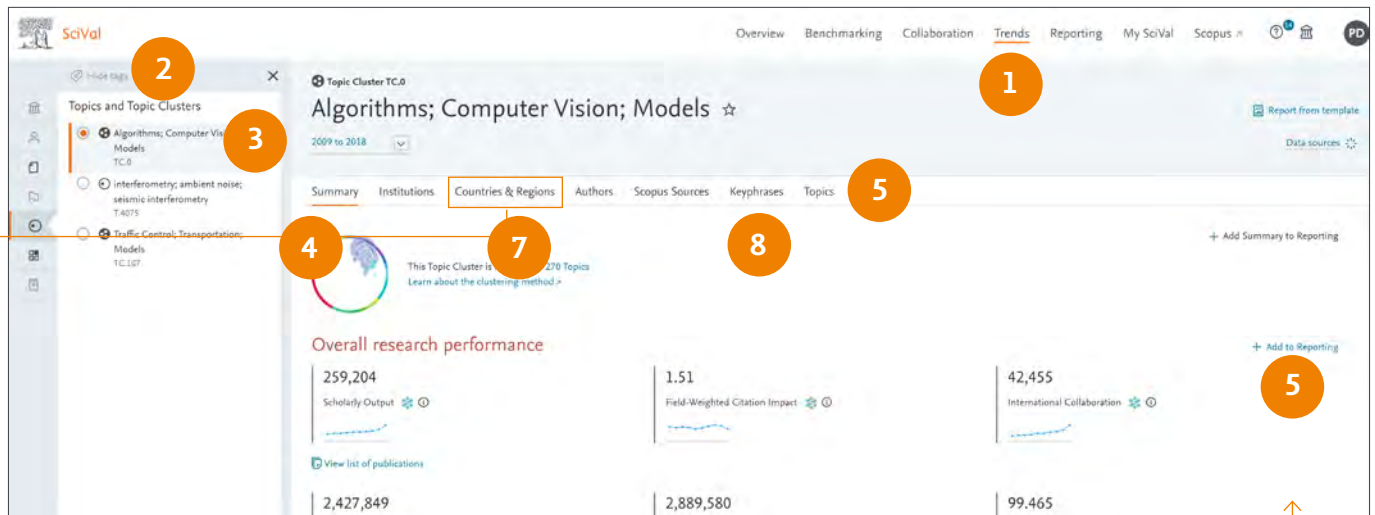 SciVal
Overview Benchmarking Collaboration Trends Reporting My SciVal Scopus PD
1
Hide tags
2
Topics and Topic Clusters
Algorithms; Computer
Models
TC.0
3
interferometry; ambient noise;
seismic interferometry
T.4075
Traffic Control; Transportation;
Models
TC.167
Topic Cluster TC.0
Algorithms; Computer Vision; Models
2009 to 2018
Report from template
Data sources
Summary Institutions Countries & Regions Authors Scopus Sources Keyphrases Topics
5
4
7
8
+ Add Summary to Reporting
This Topic Cluster is 270 Topics
Learn about the clustering method
Overall research performance
+ Add to Reporting
5
259,204
Scholarly Output
1.51
Field-Weighted Citation Impact
42,455
International Collaboration
View list of publications
2,427,849
2,889,580
99.465